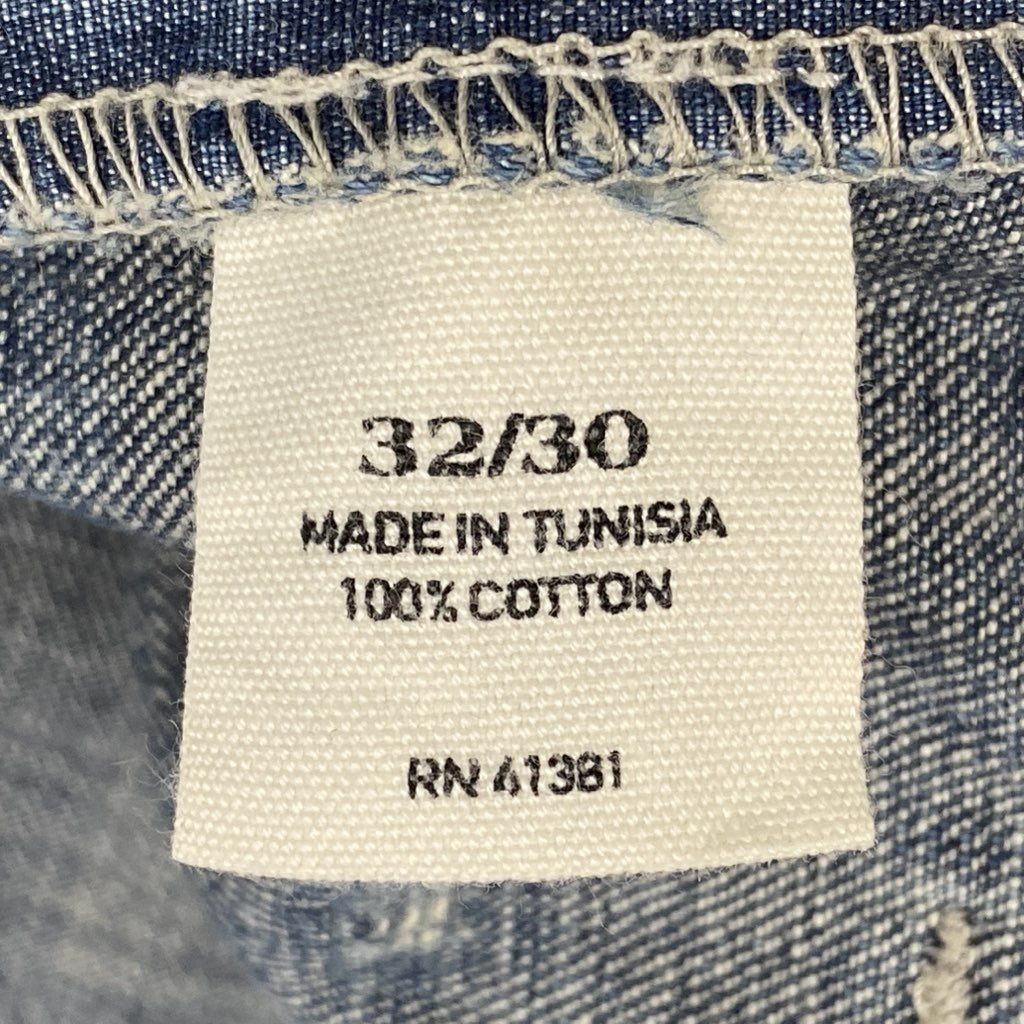 32/30
MADE IN TUNISIA
100% COTTON
RN 41381